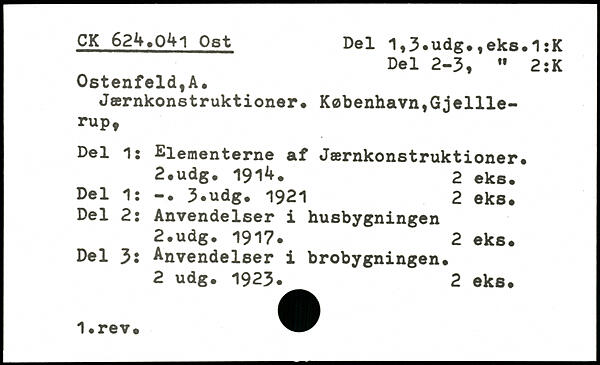 CK 624.041 Ost
Del 1,3.udg.,eks.1:K
Del 2-3, " 2:K
Ostenfeld,A.
Jærnkonstruktioner. København,Gjellle-
rup,
Del 1: Elementerne af Jærnkonstruktioner.
2.udg. 1914. 2 eks.
Del 1: -. 3.udg. 1921 2 eks.
Del 2: Anvendelser i husbygningen
2.udg. 1917. 2 eks.
Del 3: Anvendelser i brobygningen.
2 udg. 1923. 2 eks.
1.rev.